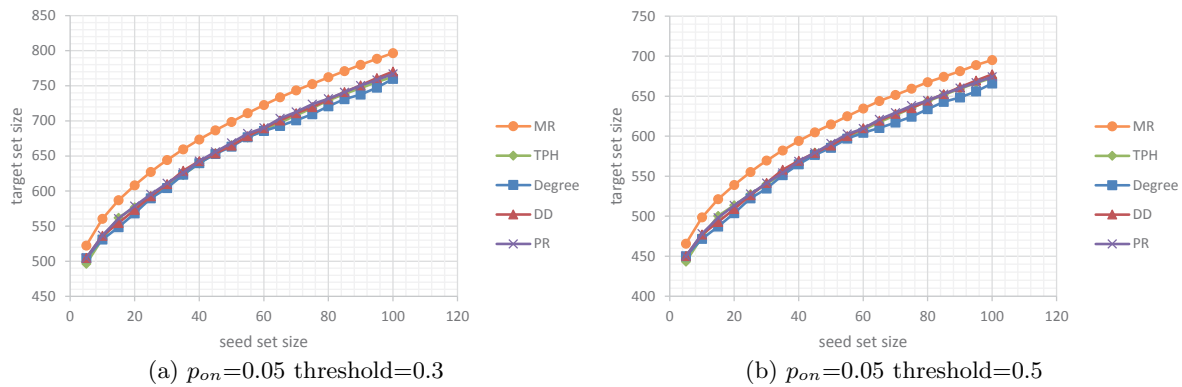 850
800
750
700
650
600
550
500
450
target set size
0 20 40 60 80 100 120
seed set size
MR
TPH
Degree
DD
PR
(a) p_on=0.05 threshold=0.3
750
700
650
600
550
500
450
400
target set size
0 20 40 60 80 100 120
seed set size
MR
TPH
Degree
DD
PR
(b) p_on=0.05 threshold=0.5